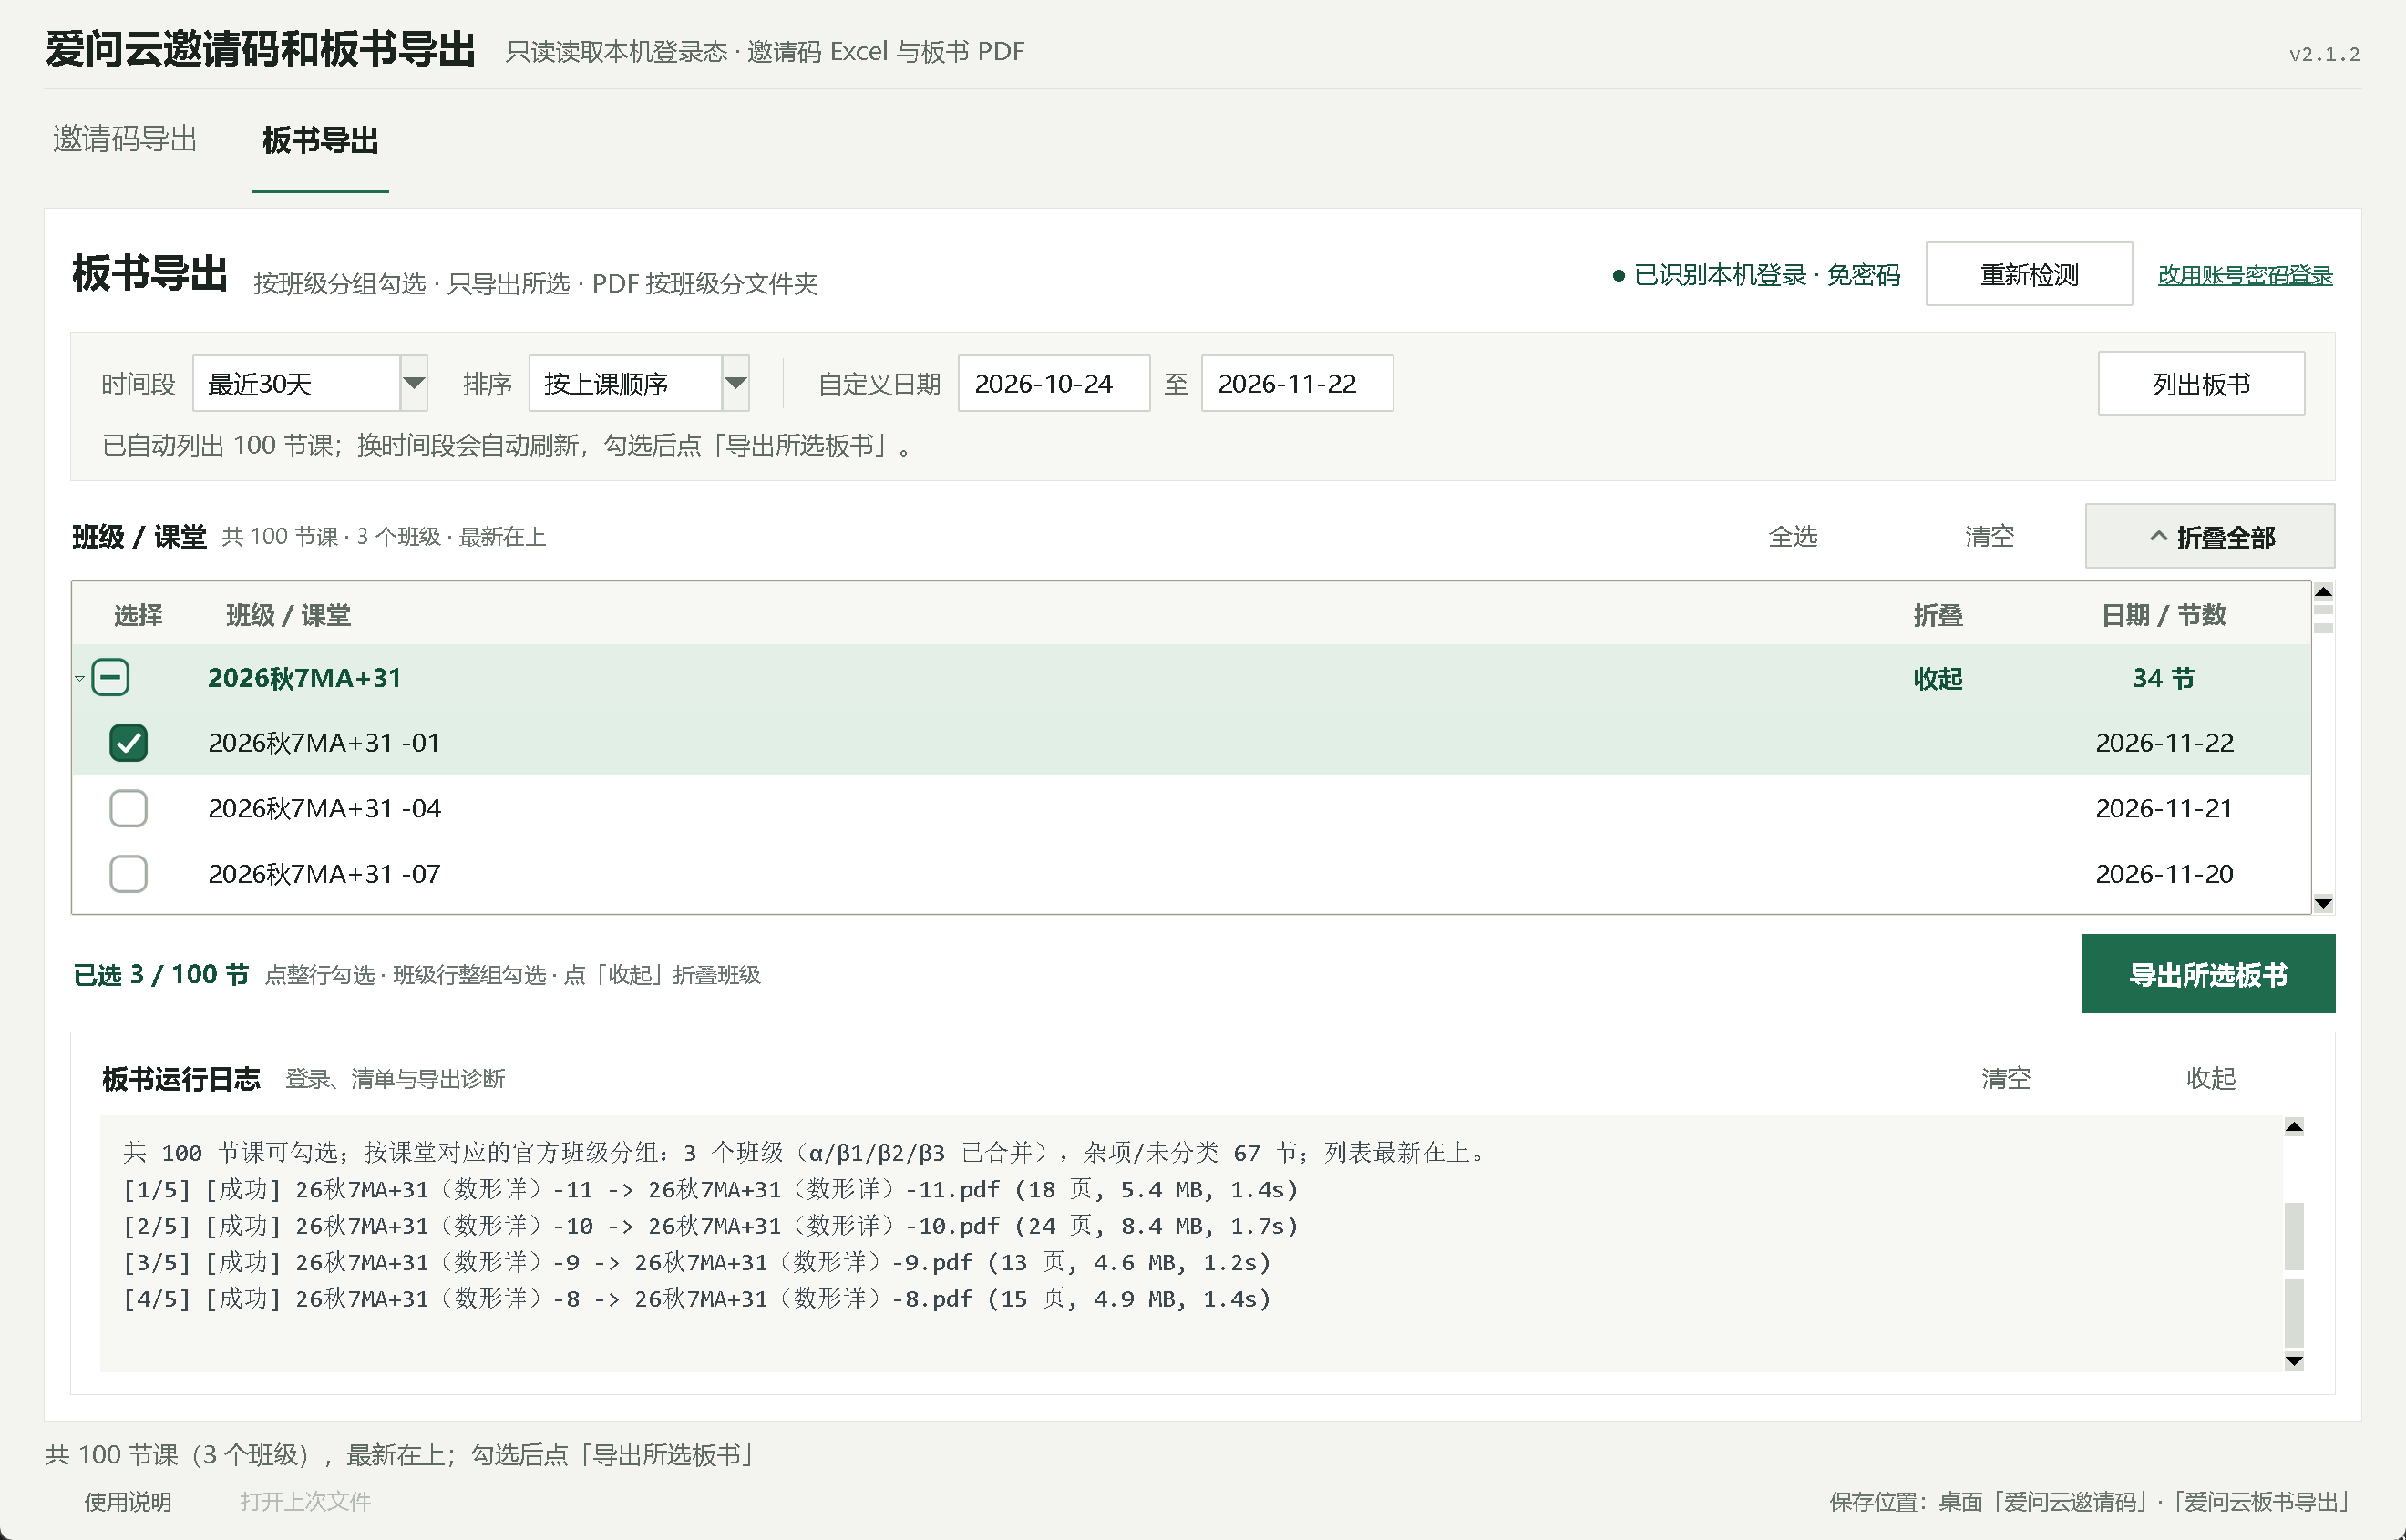 爱问云邀请码和板书导出 只读读取本机登录态 · 邀请码 Excel 与板书 PDF v2.1.2
邀请码导出 板书导出
板书导出 按班级分组勾选 · 只导出所选 · PDF 按班级分文件夹 ● 已识别本机登录 · 免密码 重新检测 改用账号密码登录
时间段 最近30天 排序 按上课顺序 自定义日期 2026-10-24 至 2026-11-22 列出板书
已自动列出 100 节课；换时间段会自动刷新，勾选后点「导出所选板书」。
班级 / 课堂 共 100 节课 · 3 个班级 · 最新在上 全选 清空 ^ 折叠全部
选择 班级 / 课堂 折叠 日期 / 节数
2026秋7MA+31 收起 34 节
2026秋7MA+31 -01 2026-11-22
2026秋7MA+31 -04 2026-11-21
2026秋7MA+31 -07 2026-11-20
已选 3 / 100 节 点整行勾选 · 班级行整组勾选 · 点「收起」折叠班级 导出所选板书
板书运行日志 登录、清单与导出诊断 清空 收起
共 100 节课可勾选；按课堂对应的官方班级分组：3 个班级（α/β1/β2/β3 已合并），杂项/未分类 67 节；列表最新在上。
[1/5] [成功] 26秋7MA+31（数形详）-11 -> 26秋7MA+31（数形详）-11.pdf (18 页, 5.4 MB, 1.4s)
[2/5] [成功] 26秋7MA+31（数形详）-10 -> 26秋7MA+31（数形详）-10.pdf (24 页, 8.4 MB, 1.7s)
[3/5] [成功] 26秋7MA+31（数形详）-9 -> 26秋7MA+31（数形详）-9.pdf (13 页, 4.6 MB, 1.2s)
[4/5] [成功] 26秋7MA+31（数形详）-8 -> 26秋7MA+31（数形详）-8.pdf (15 页, 4.9 MB, 1.4s)
共 100 节课（3 个班级），最新在上；勾选后点「导出所选板书」
使用说明 打开上次文件 保存位置：桌面「爱问云邀请码」·「爱问云板书导出」